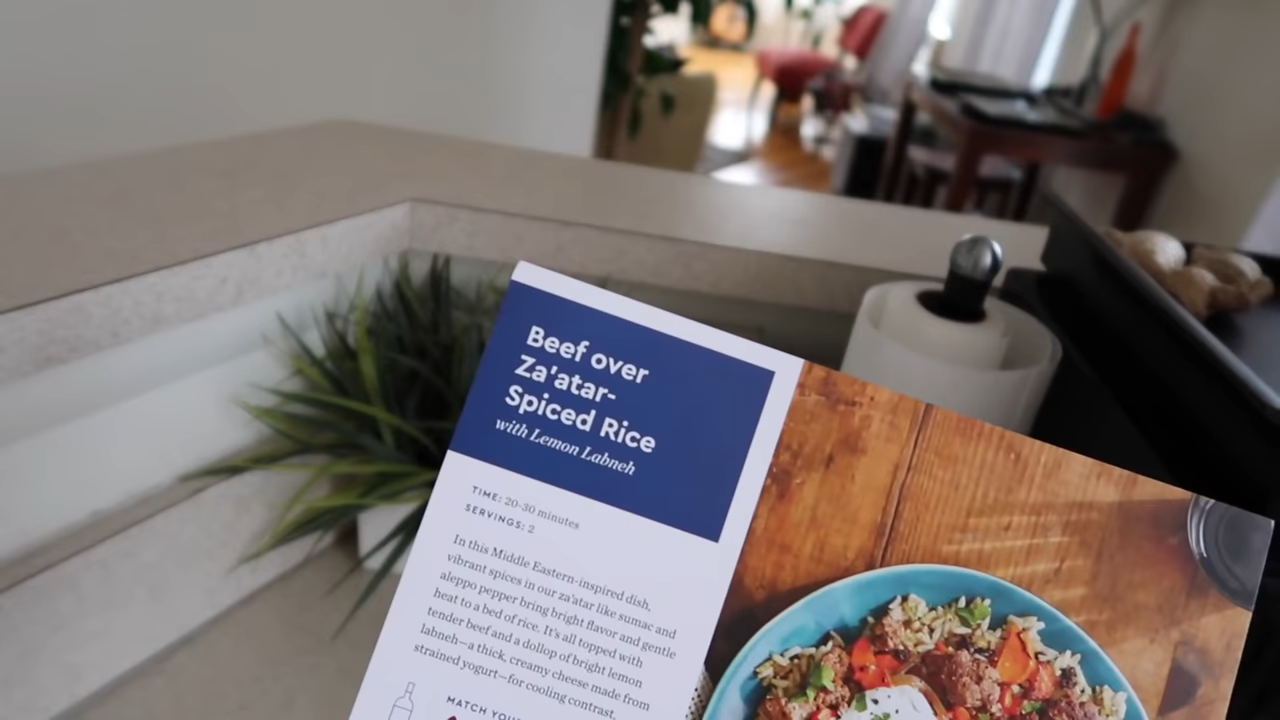 Beef over
Za'atar-
Spiced Rice
with Lemon Labneh
TIME: 20-30 minutes
SERVINGS: 2
In this Middle Eastern-inspired dish,
vibrant spices in our za'atar like sumac and
aleppo pepper bring bright flavor and gentle
heat to a bed of rice. It's all topped with
tender beef and a dollop of bright lemon
labneh—a thick, creamy cheese made from
strained yogurt—for cooling contrast.
MATCH YOUR